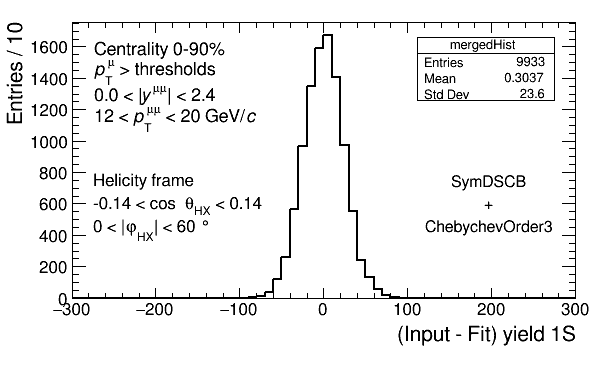 Entries / 10
1600
1400
1200
1000
800
600
400
200
0
Centrality 0-90%
p_T^μ > thresholds
0.0 < |y^μμ| < 2.4
12 < p_T^μμ < 20 GeV/c
Helicity frame
-0.14 < cos θ_HX < 0.14
0 < |φ_HX| < 60 °
mergedHist
Entries 9933
Mean 0.3037
Std Dev 23.6
SymDSCB
+
ChebychevOrder3
−300 −200 −100 0 100 200 300
(Input - Fit) yield 1S